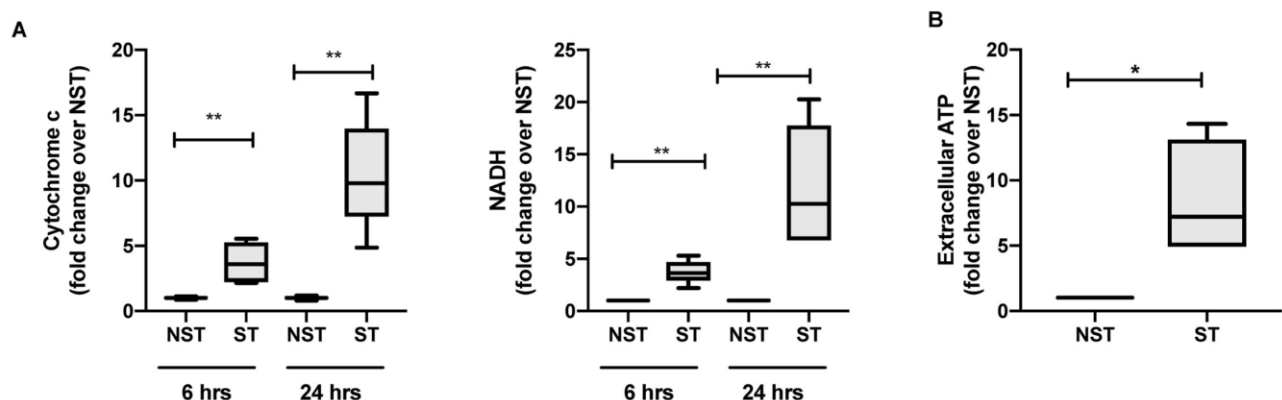 A
Cytochrome c
(fold change over NST)
20
15
10
5
0
**
**
NST
ST
NST
ST
6 hrs
24 hrs
NADH
(fold change over NST)
25
20
15
10
5
0
**
**
NST
ST
NST
ST
6 hrs
24 hrs
B
Extracellular ATP
(fold change over NST)
20
15
10
5
0
*
NST
ST